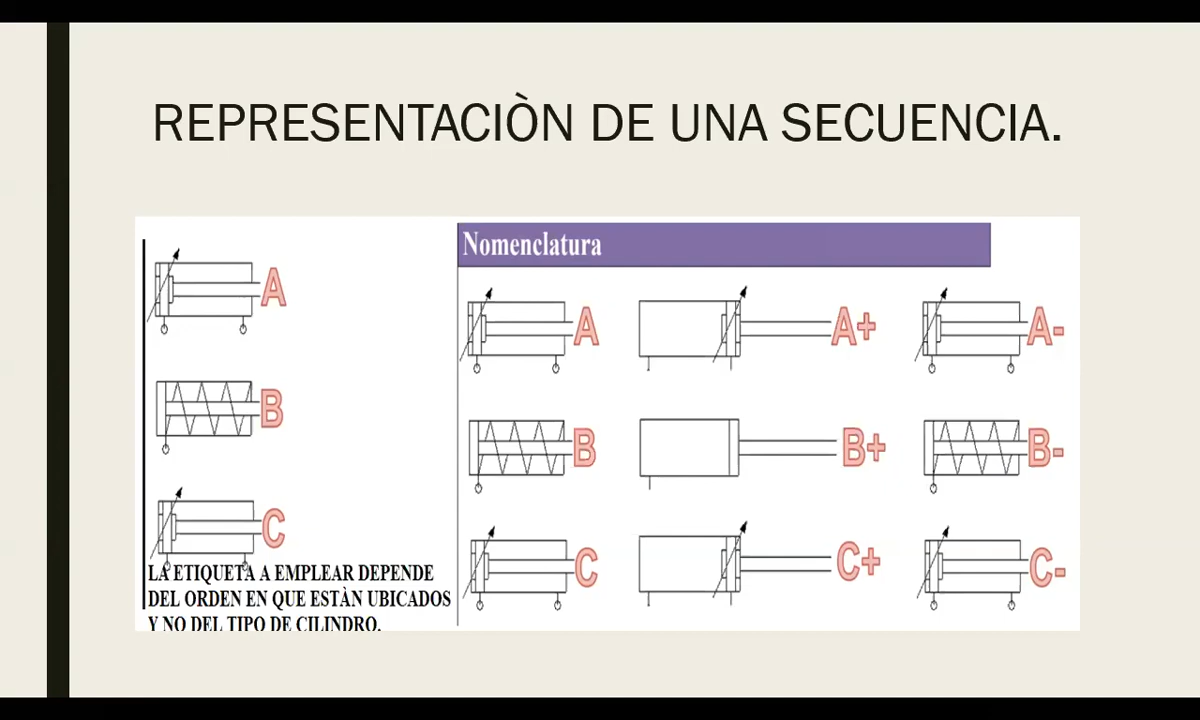 REPRESENTACIÒN DE UNA SECUENCIA.
A
B
C
LA ETIQUETA A EMPLEAR DEPENDE
DEL ORDEN EN QUE ESTÀN UBICADOS
Y NO DEL TIPO DE CILINDRO.
Nomenclatura
A A+ A-
B B+ B-
C C+ C-